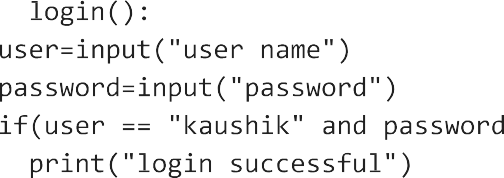 login():
user=input("user name")
password=input("password")
if(user == "kaushik" and password
print("login successful")